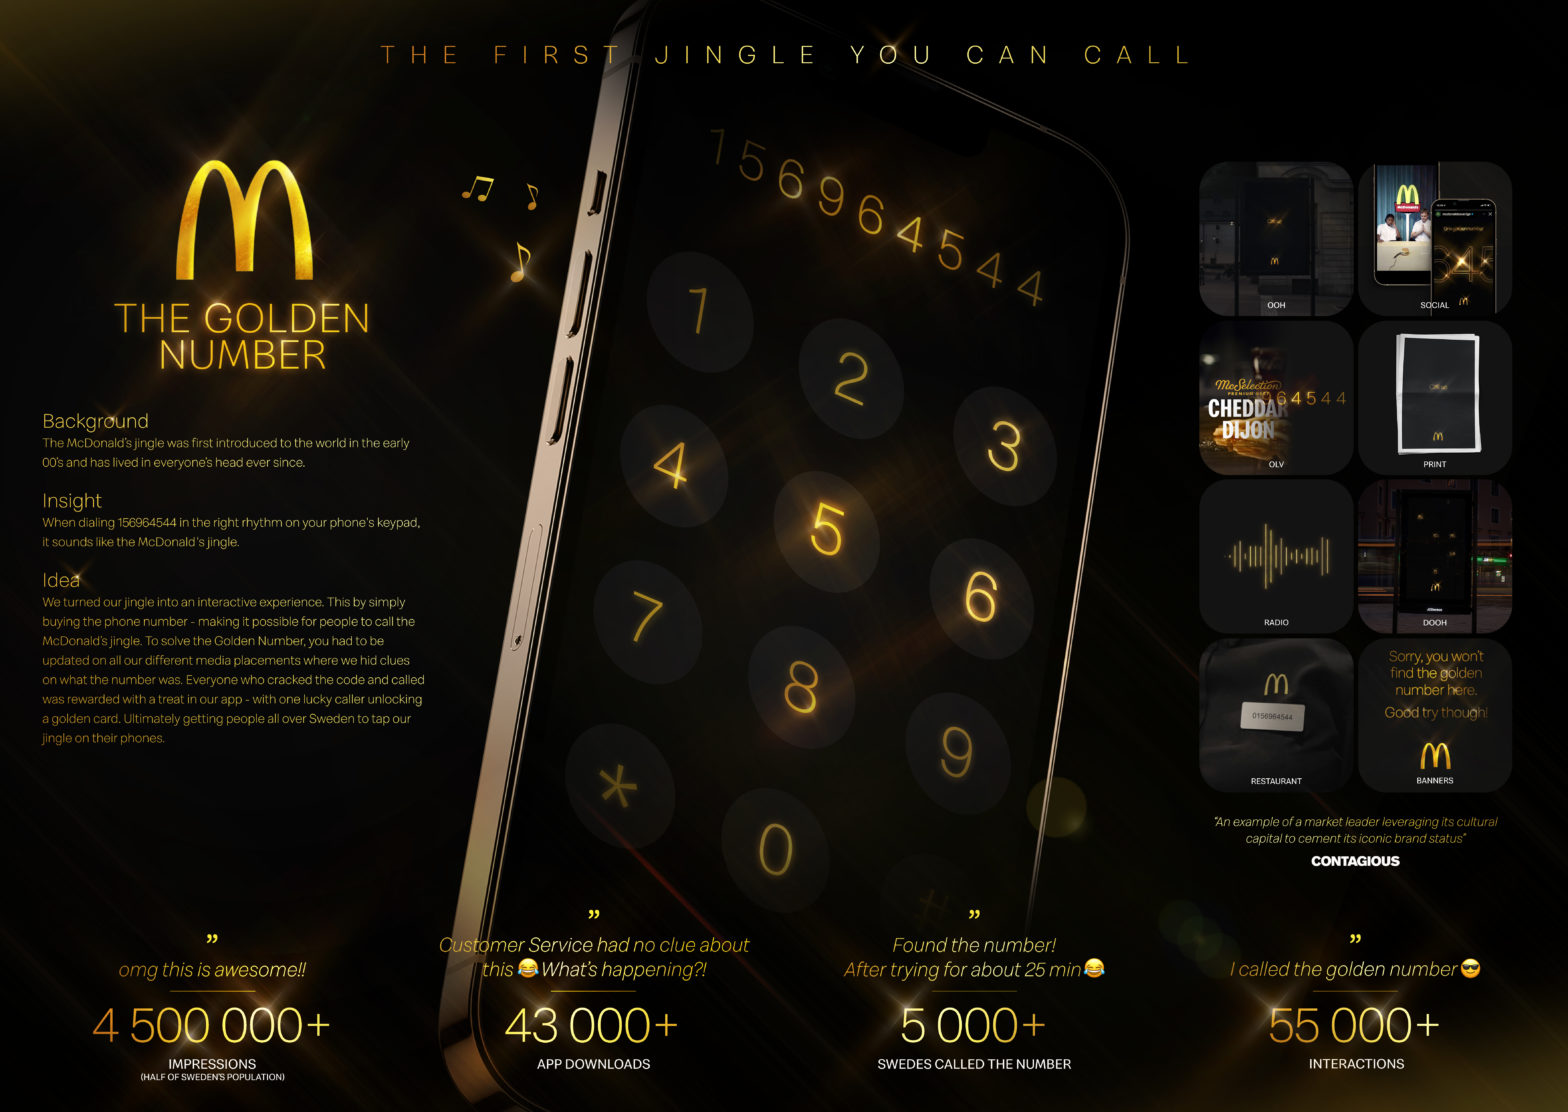 THE FIRST JINGLE YOU CAN CALL
THE GOLDEN
NUMBER
Background
The McDonald's jingle was first introduced to the world in the early
00's and has lived in everyone's head ever since.
Insight
When dialing 156964544 in the right rhythm on your phone's keypad,
it sounds like the McDonald's jingle.
Idea
We turned our jingle into an interactive experience. This by simply
buying the phone number - making it possible for people to call the
McDonald's jingle. To solve the Golden Number, you had to be
updated on all our different media placements where we hid clues
on what the number was. Everyone who cracked the code and called
was rewarded with a treat in our app - with one lucky caller unlocking
a golden card. Ultimately getting people all over Sweden to tap our
jingle on their phones.
156964544
1
2
3
4
5
6
7
8
9
*
0
#
OOH
SOCIAL
McSelection
CHEDDAR
DIJON
164544
OLV
PRINT
RADIO
DOOH
0156964544
RESTAURANT
Sorry, you won't
find the golden
number here.
Good try though!
BANNERS
"An example of a market leader leveraging its cultural
capital to cement its iconic brand status"
CONTAGIOUS
”
omg this is awesome!!
4 500 000+
IMPRESSIONS
(HALF OF SWEDEN'S POPULATION)
”
Customer Service had no clue about
this 😂 What's happening?!
43 000+
APP DOWNLOADS
”
Found the number!
After trying for about 25 min 😂
5 000+
SWEDES CALLED THE NUMBER
”
I called the golden number 😎
55 000+
INTERACTIONS